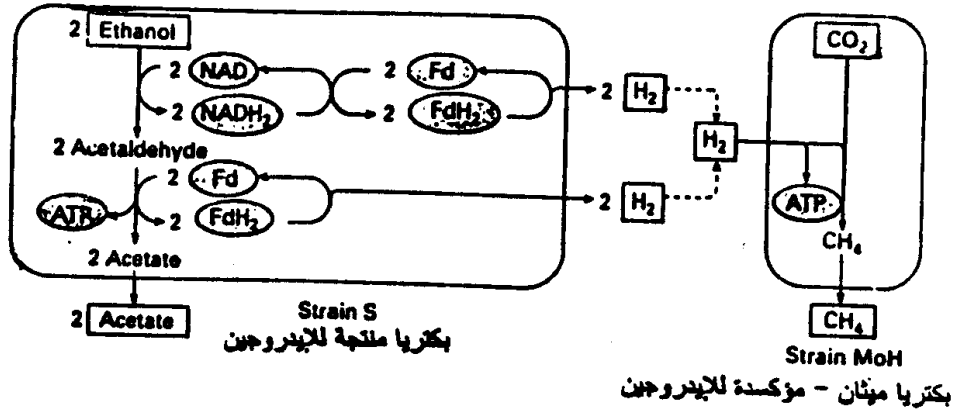 2 Ethanol
2 NAD
2 NADH₂
2 Fd
2 FdH₂
2 H₂
2 Acetaldehyde
2 Fd
2 FdH₂
ATP
2 H₂
2 Acetate
2 Acetate
Strain S
بكتريا منتجة للإيدروجين
H₂
CO₂
ATP
CH₄
CH₄
Strain MoH
بكتريا ميثان - مؤكسدة للإيدروجين